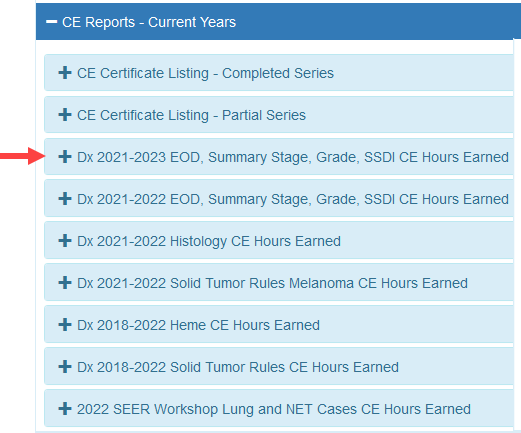 CE Reports - Current Years
CE Certificate Listing - Completed Series
CE Certificate Listing - Partial Series
Dx 2021-2023 EOD, Summary Stage, Grade, SSDI CE Hours Earned
Dx 2021-2022 EOD, Summary Stage, Grade, SSDI CE Hours Earned
Dx 2021-2022 Histology CE Hours Earned
Dx 2021-2022 Solid Tumor Rules Melanoma CE Hours Earned
Dx 2018-2022 Heme CE Hours Earned
Dx 2018-2022 Solid Tumor Rules CE Hours Earned
2022 SEER Workshop Lung and NET Cases CE Hours Earned